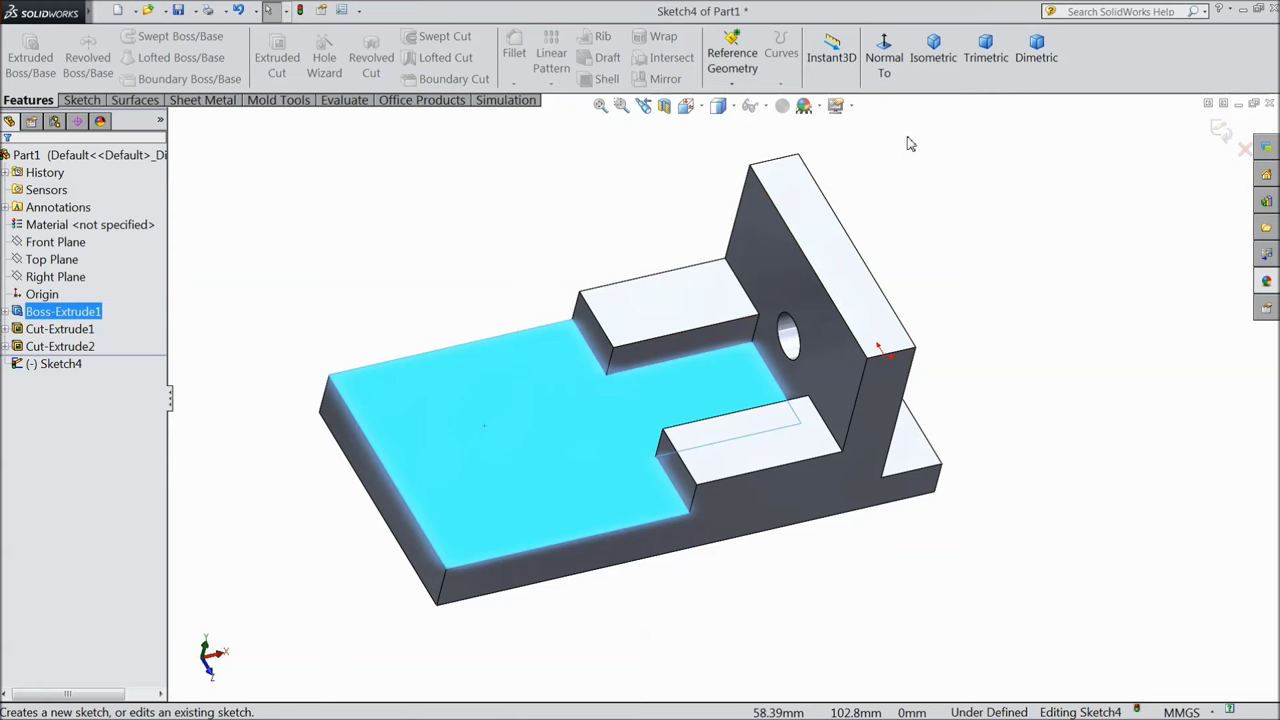 SOLIDWORKS
Sketch4 of Part1 *
Search SolidWorks Help
Extruded Boss/Base
Revolved Boss/Base
Swept Boss/Base
Lofted Boss/Base
Boundary Boss/Base
Extruded Cut
Hole Wizard
Revolved Cut
Swept Cut
Lofted Cut
Boundary Cut
Fillet
Linear Pattern
Rib
Draft
Shell
Wrap
Intersect
Mirror
Reference Geometry
Curves
Instant3D
Normal To
Isometric
Trimetric
Dimetric
Features Sketch Surfaces Sheet Metal Mold Tools Evaluate Office Products Simulation
Part1 (Default<<Default>_Di
History
Sensors
Annotations
Material <not specified>
Front Plane
Top Plane
Right Plane
Origin
Boss-Extrude1
Cut-Extrude1
Cut-Extrude2
(-) Sketch4
Y
X
Z
Creates a new sketch, or edits an existing sketch. 58.39mm 102.8mm 0mm Under Defined Editing Sketch4 MMGS